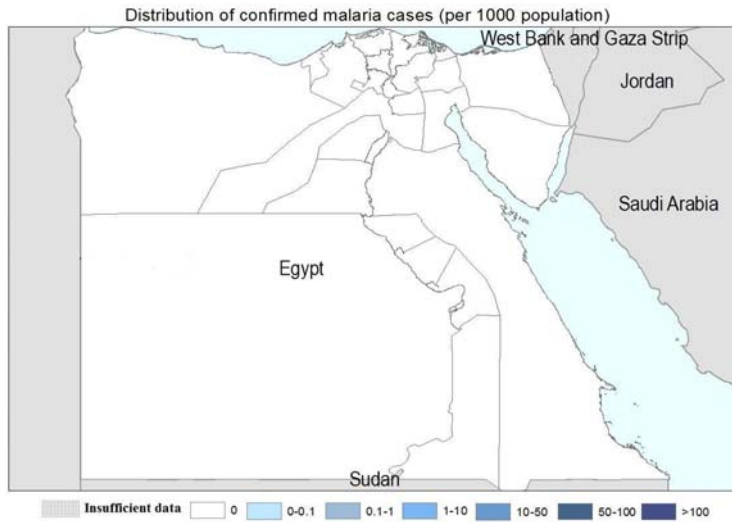 Distribution of confirmed malaria cases (per 1000 population)
West Bank and Gaza Strip
Jordan
Saudi Arabia
Egypt
Sudan
Insufficient data 0 0-0.1 0.1-1 1-10 10-50 50-100 >100